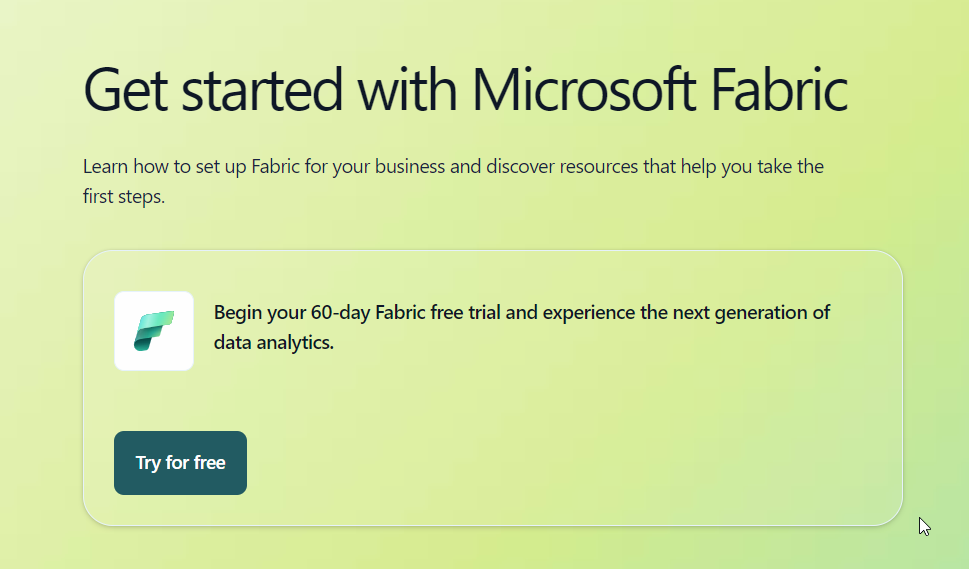 Get started with Microsoft Fabric
Learn how to set up Fabric for your business and discover resources that help you take the
first steps.
Begin your 60-day Fabric free trial and experience the next generation of
data analytics.
Try for free